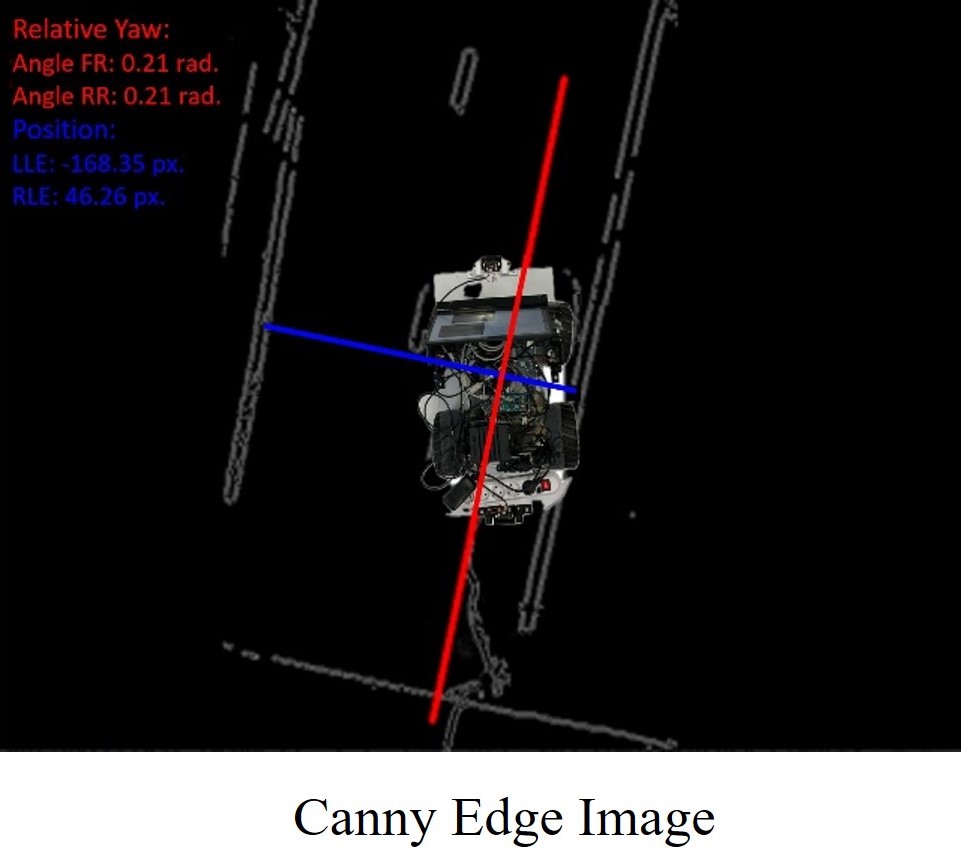 Relative Yaw:
Angle FR: 0.21 rad.
Angle RR: 0.21 rad.
Position:
LLE: -168.35 px.
RLE: 46.26 px.
Canny Edge Image